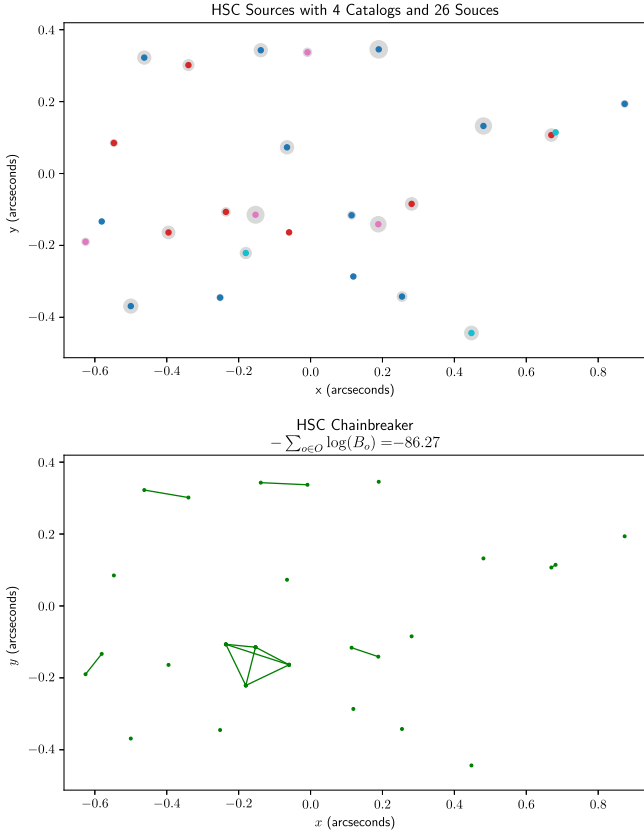 HSC Sources with 4 Catalogs and 26 Souces
0.4
0.2
0.0
−0.2
−0.4
y (arcseconds)
−0.6 −0.4 −0.2 0.0 0.2 0.4 0.6 0.8
x (arcseconds)
HSC Chainbreaker
− ∑_{o∈O} log(B_o) =−86.27
0.4
0.2
0.0
−0.2
−0.4
y (arcseconds)
−0.6 −0.4 −0.2 0.0 0.2 0.4 0.6 0.8
x (arcseconds)